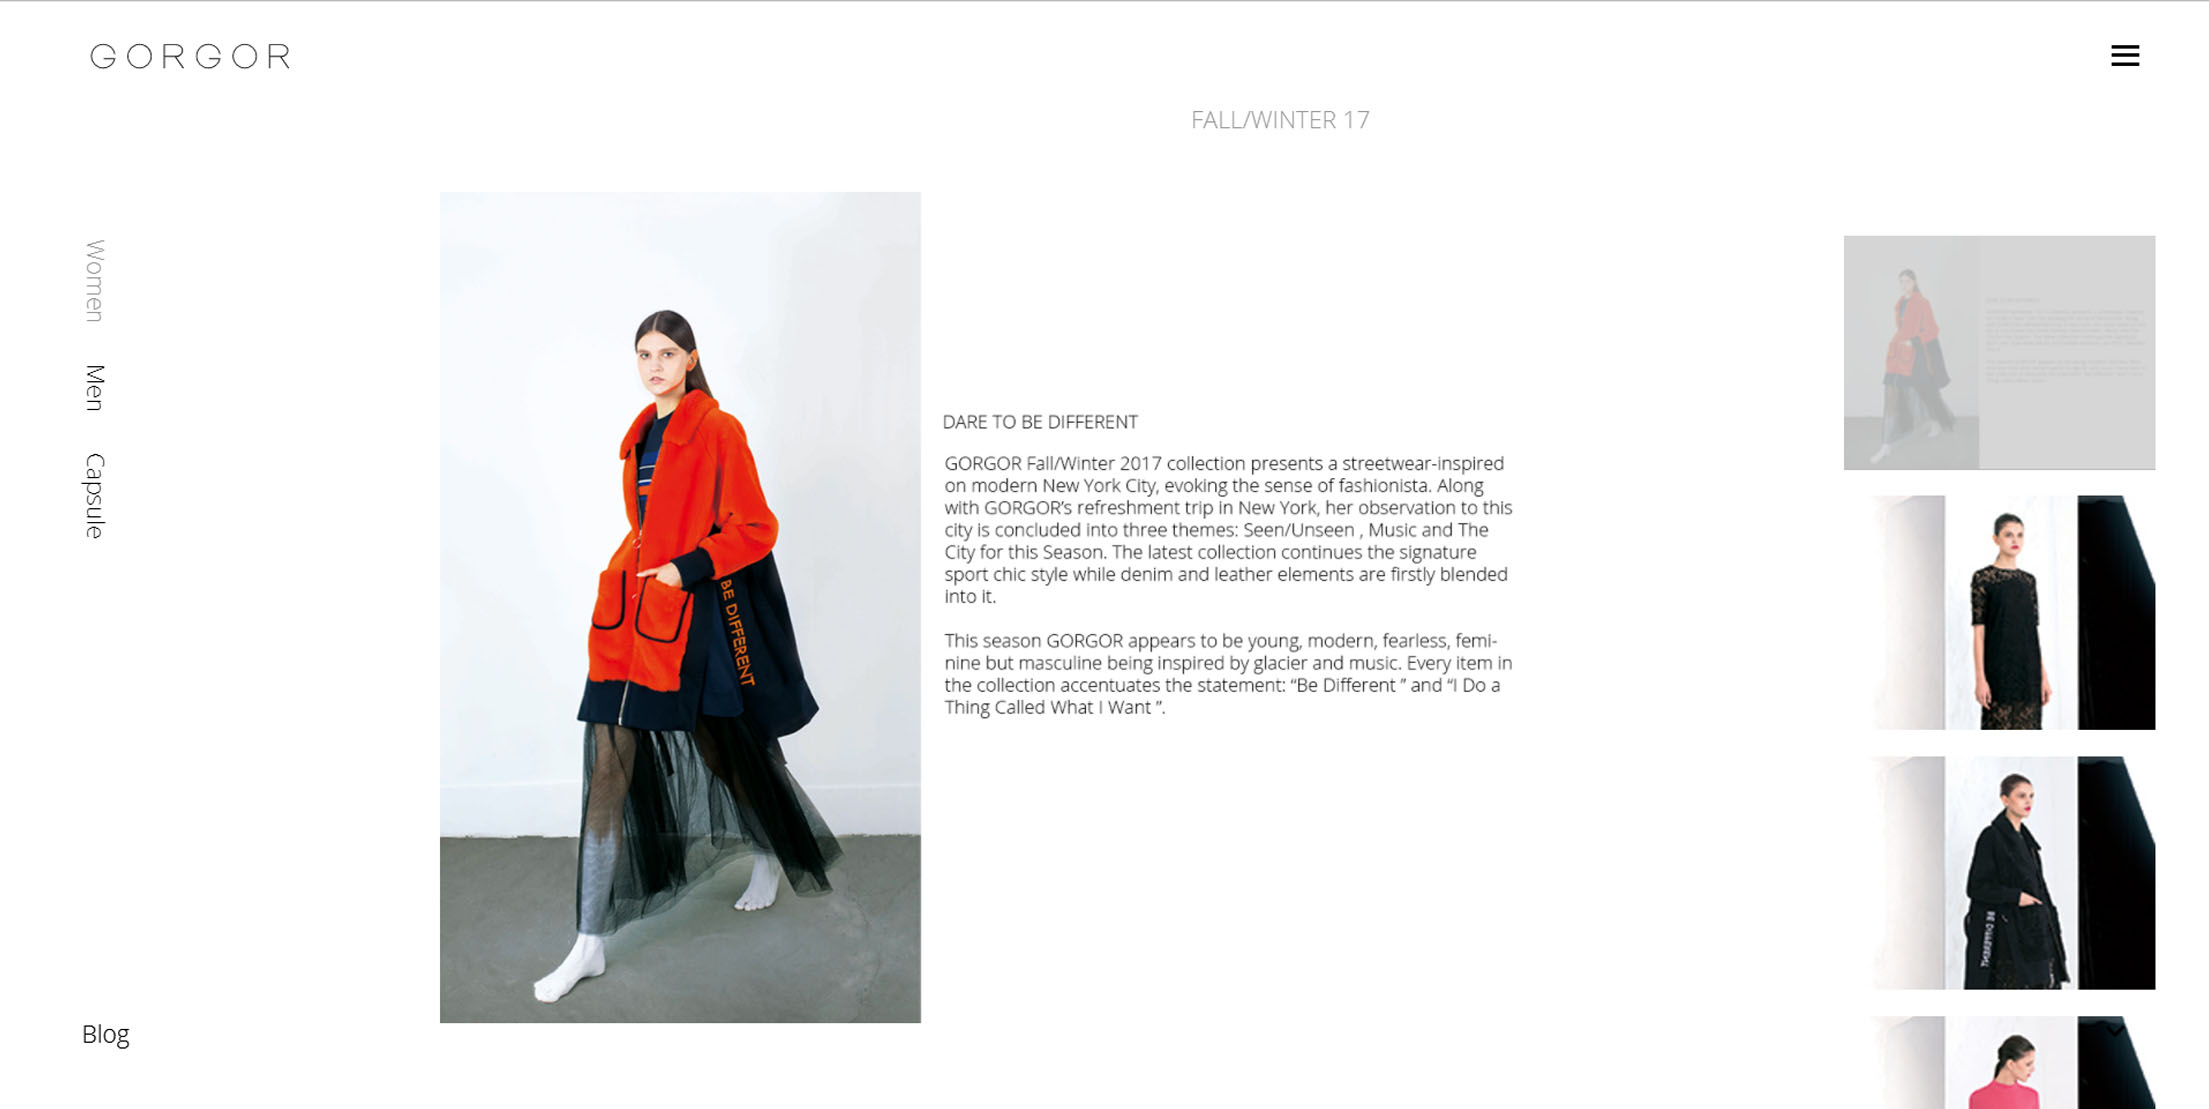 GORGOR
FALL/WINTER 17
Women
Men
Capsule
DARE TO BE DIFFERENT
GORGOR Fall/Winter 2017 collection presents a streetwear-inspired
on modern New York City, evoking the sense of fashionista. Along
with GORGOR’s refreshment trip in New York, her observation to this
city is concluded into three themes: Seen/Unseen , Music and The
City for this Season. The latest collection continues the signature
sport chic style while denim and leather elements are firstly blended
into it.
This season GORGOR appears to be young, modern, fearless, femi-
nine but masculine being inspired by glacier and music. Every item in
the collection accentuates the statement: “Be Different ” and “I Do a
Thing Called What I Want ”.
BE DIFFERENT
BE DIFFERENT
Blog